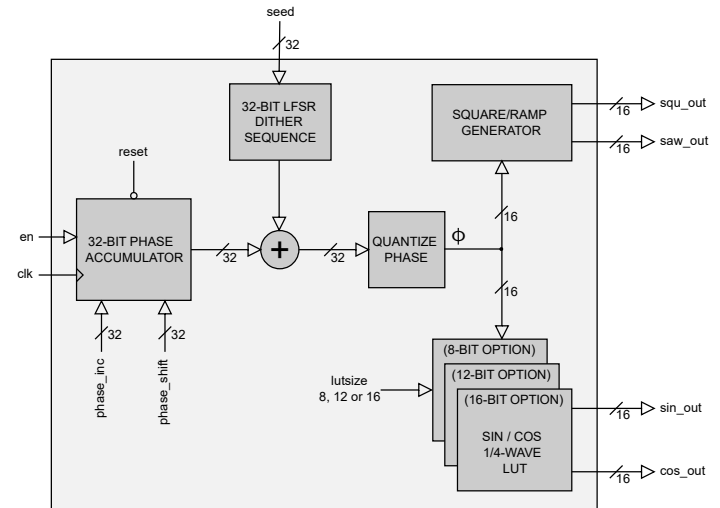 seed
32
32-BIT LFSR
DITHER
SEQUENCE
SQUARE/RAMP
GENERATOR
16
squ_out
16
saw_out
reset
en
clk
32-BIT PHASE
ACCUMULATOR
32
+
32
QUANTIZE
PHASE
Φ
16
16
32
32
phase_inc
phase_shift
lutsize
8, 12 or 16
(8-BIT OPTION)
(12-BIT OPTION)
(16-BIT OPTION)
SIN / COS
1/4-WAVE
LUT
16
sin_out
16
cos_out